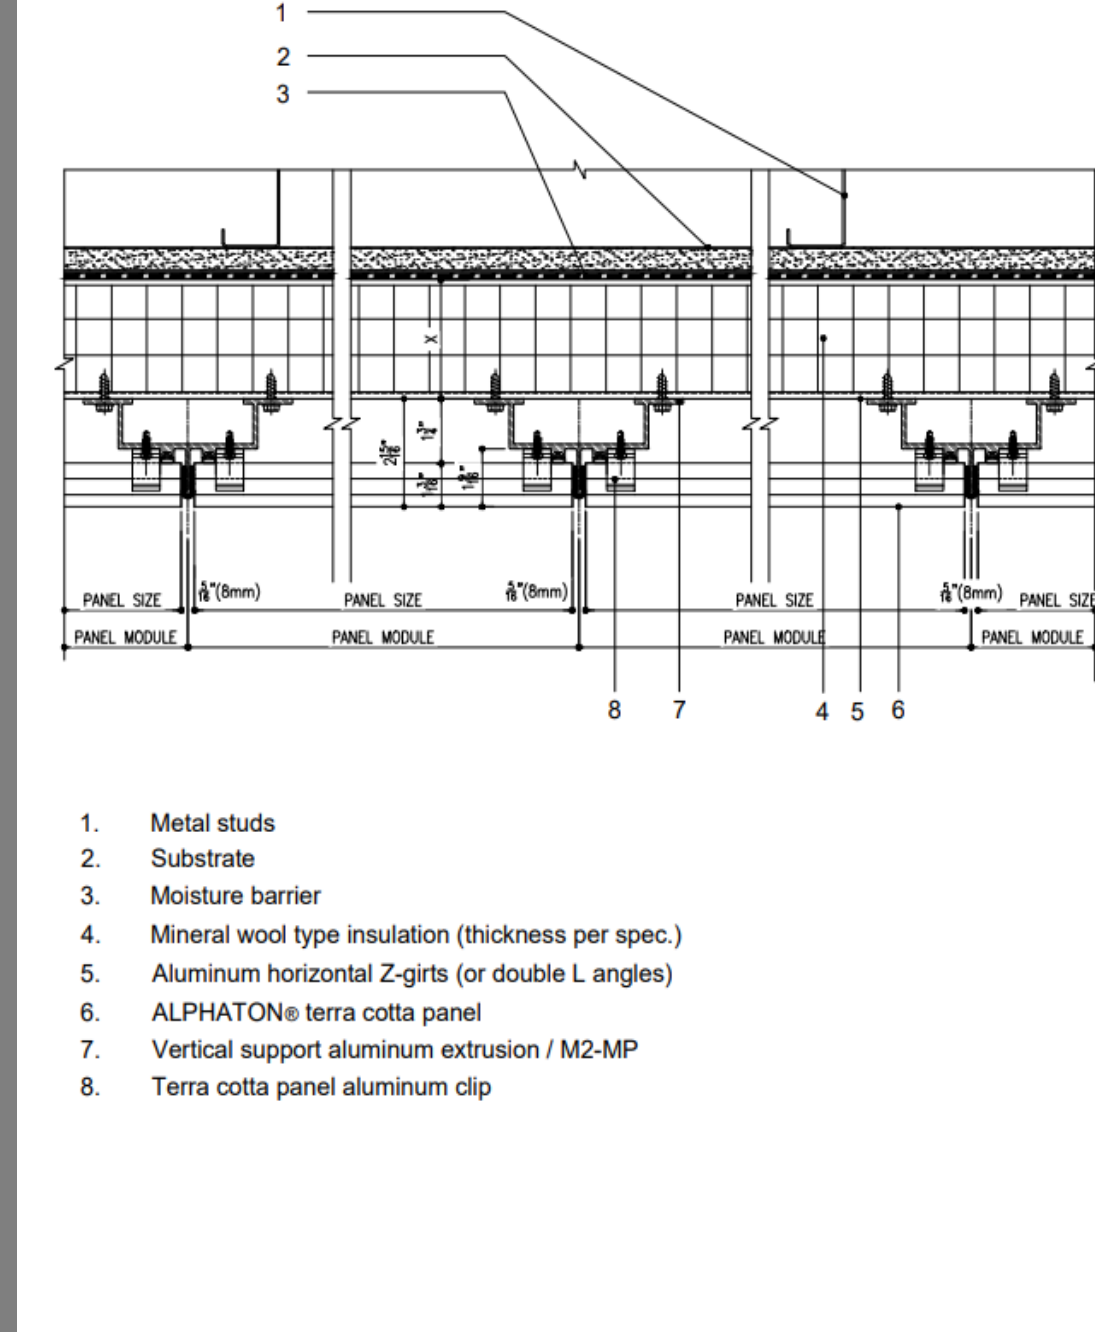 1
2
3
X
2 15/16"
1 3/4"
1 3/16"
1 9/16"
5/16"(8mm)
5/16"(8mm)
5/16"(8mm)
PANEL SIZE
PANEL SIZE
PANEL SIZE
PANEL SIZE
PANEL MODULE
PANEL MODULE
PANEL MODULE
PANEL MODULE
8
7
4
5
6
1. Metal studs
2. Substrate
3. Moisture barrier
4. Mineral wool type insulation (thickness per spec.)
5. Aluminum horizontal Z-girts (or double L angles)
6. ALPHATON® terra cotta panel
7. Vertical support aluminum extrusion / M2-MP
8. Terra cotta panel aluminum clip